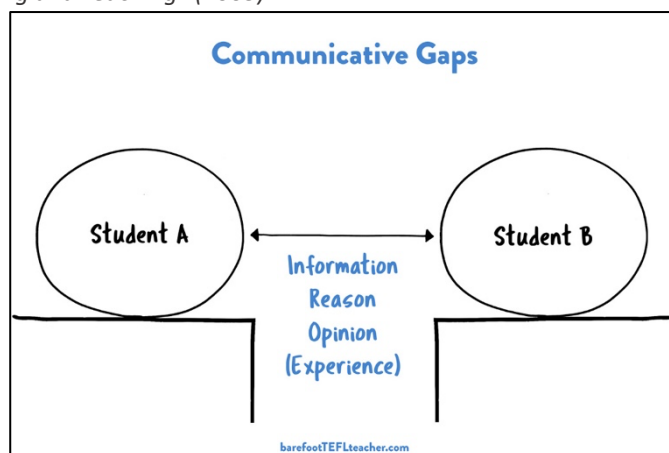 Communicative Gaps
Student A
Student B
Information
Reason
Opinion
(Experience)
barefootTEFLteacher.com